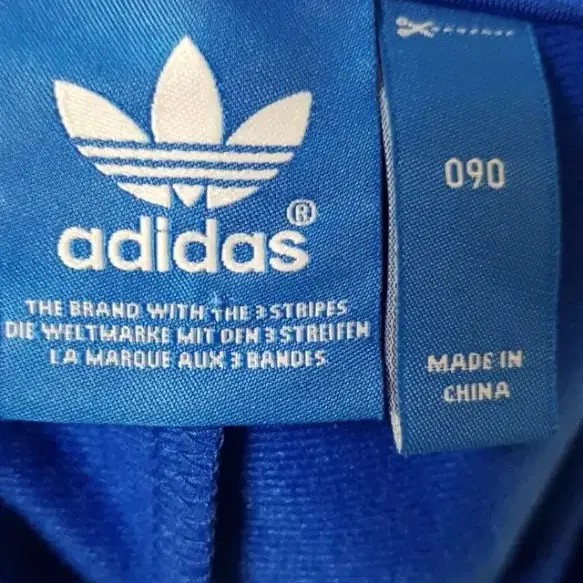 adidas®
THE BRAND WITH THE 3 STRIPES
DIE WELTMARKE MIT DEN 3 STREIFEN
LA MARQUE AUX 3 BANDES
090
MADE IN
CHINA